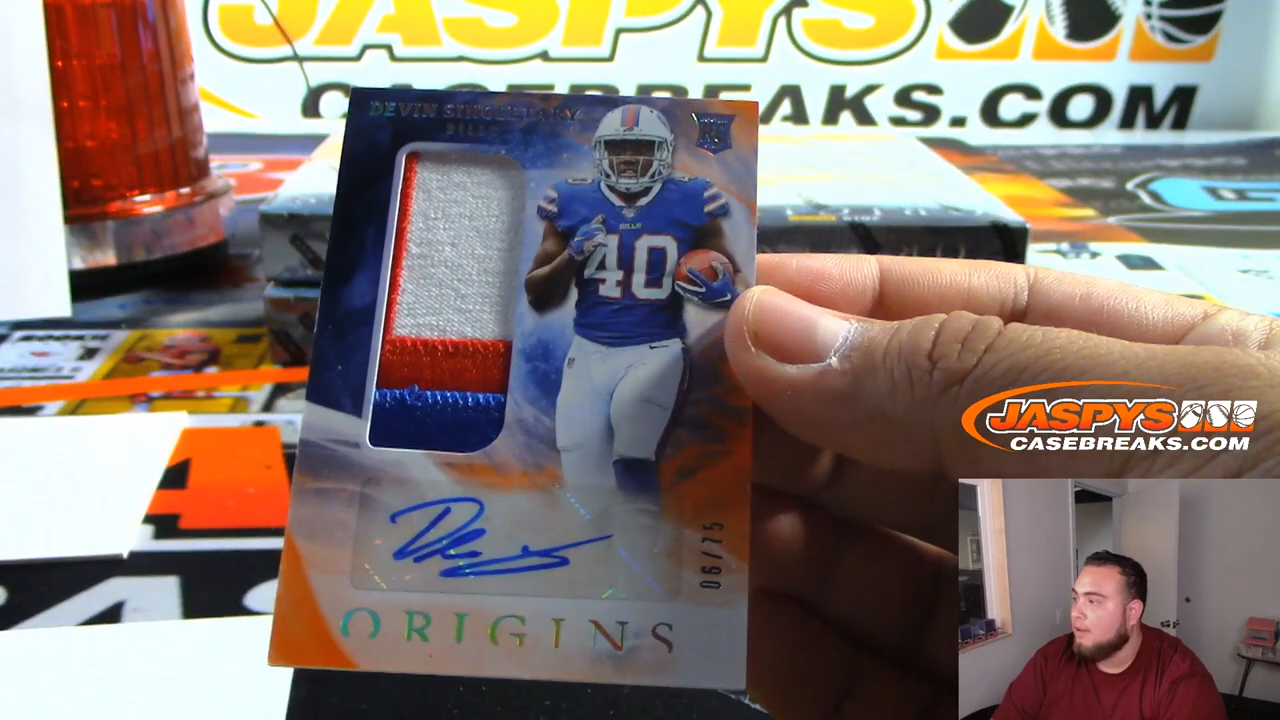 JASPYS
CASEBREAKS.COM
DEVIN SINGLETARY
BILLS
RC
BILLS
40
06/75
ORIGINS
JASPYS
CASEBREAKS.COM